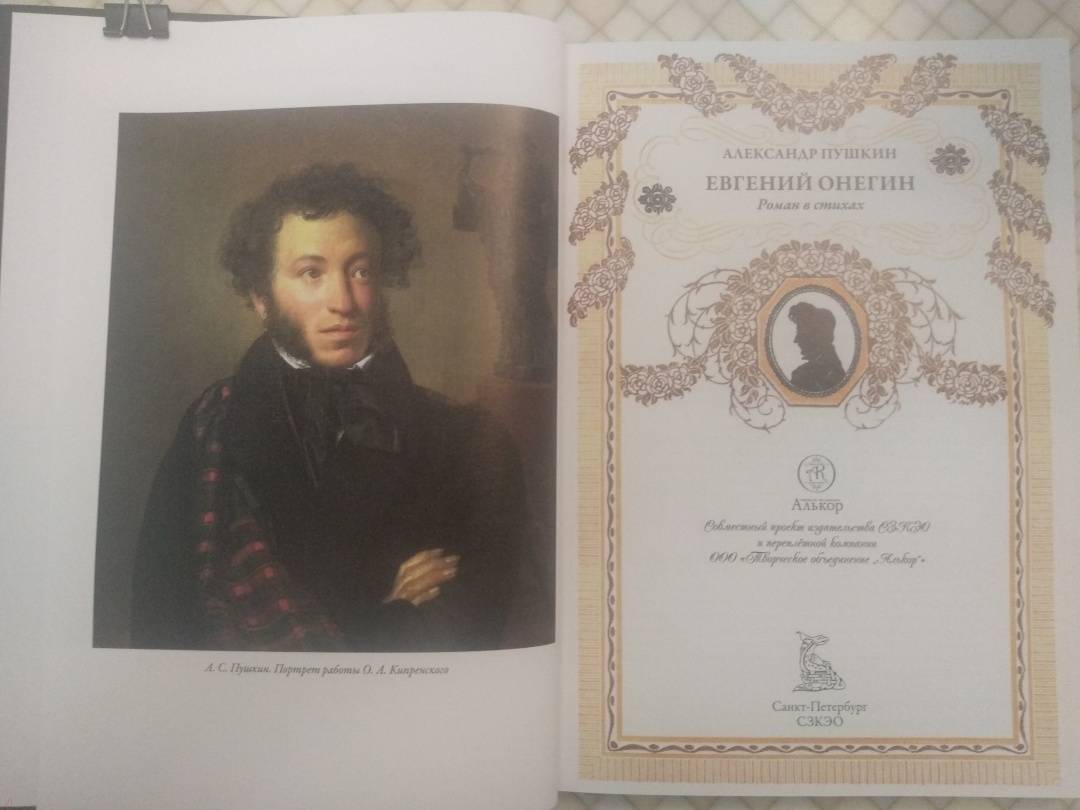 А. С. Пушкин. Портрет работы О. А. Кипренского
АЛЕКСАНДР ПУШКИН
ЕВГЕНИЙ ОНЕГИН
Роман в стихах
Алькор
Совместный проект издательства СЗКЭО
и переплётной компании
ООО «Творческое объединение „Алькор“»
Санкт-Петербург
СЗКЭО